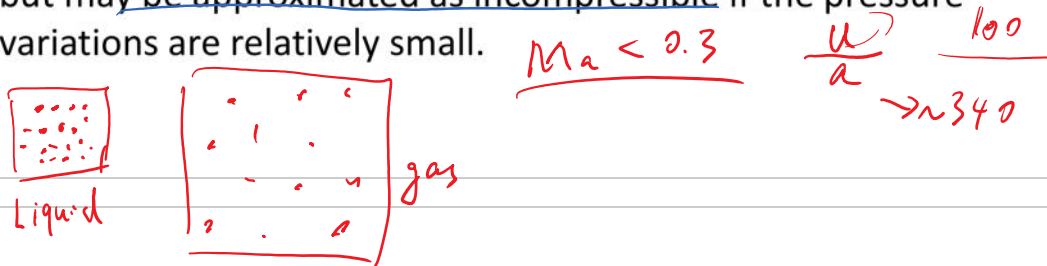 but may be approximated as incompressible if the pressure
variations are relatively small.
Ma < 0.3
u
a
100
→~340
Liquid
gas